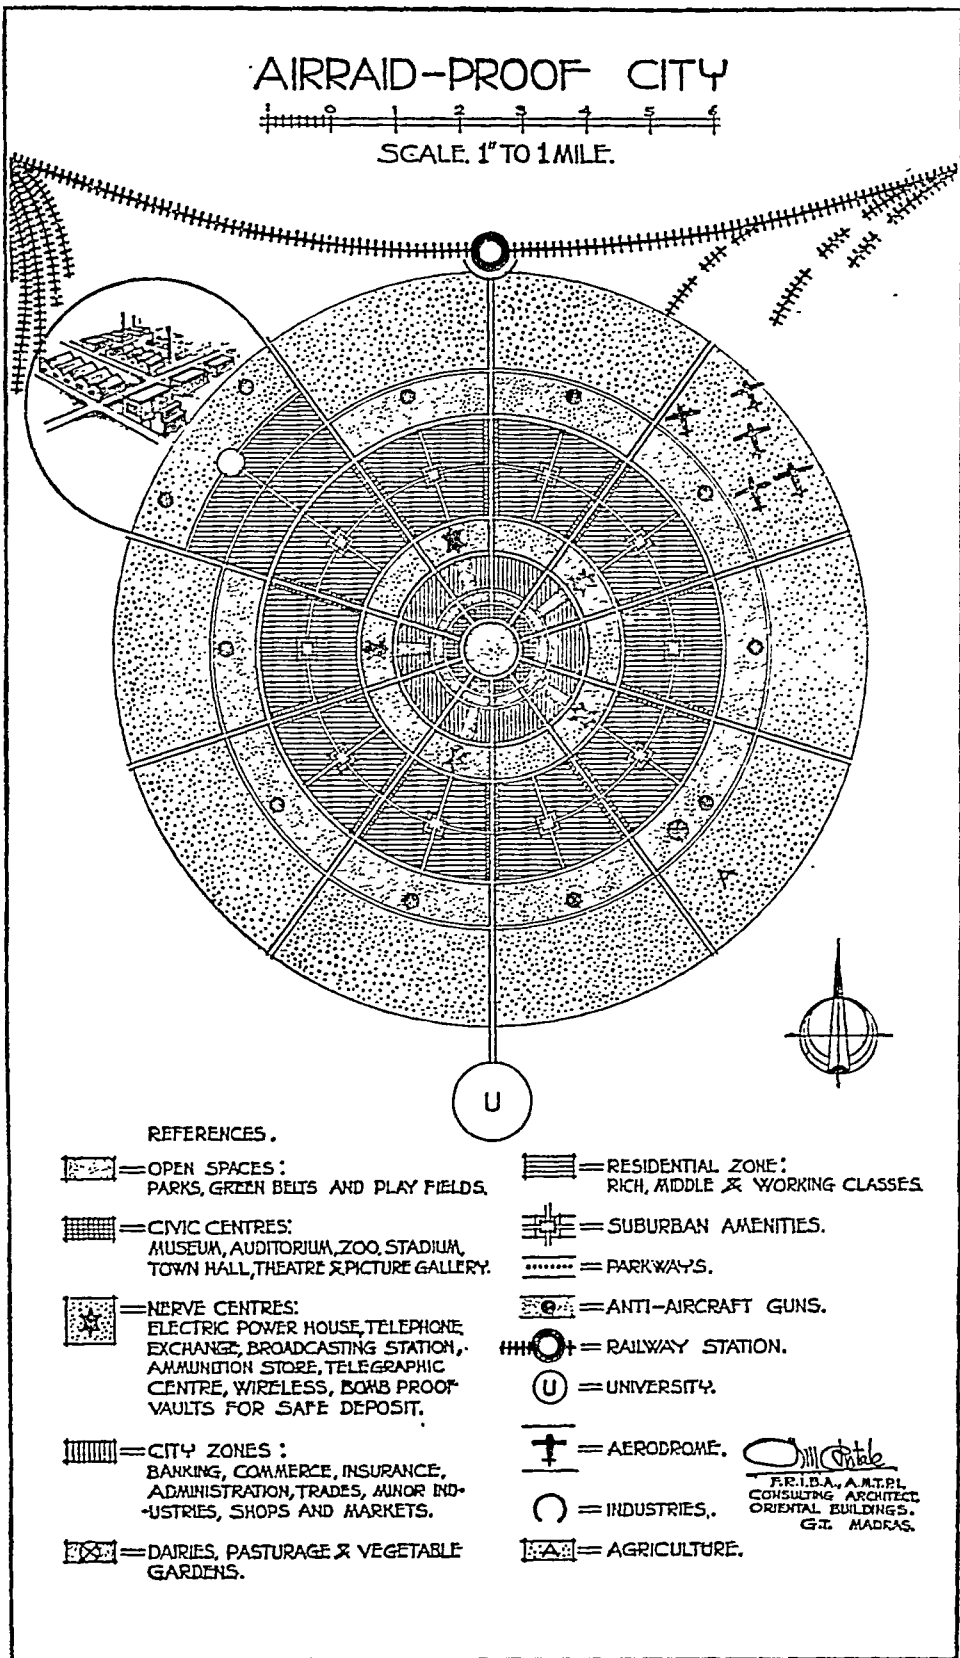 AIRRAID-PROOF CITY
1 0 1 2 3 4 5 6
SCALE. 1" TO 1 MILE.
U
REFERENCES.
= OPEN SPACES:
PARKS, GREEN BELTS AND PLAY FIELDS.
= CIVIC CENTRES:
MUSEUM, AUDITORIUM, ZOO, STADIUM,
TOWN HALL, THEATRE & PICTURE GALLERY.
= NERVE CENTRES:
ELECTRIC POWER HOUSE, TELEPHONE
EXCHANGE, BROADCASTING STATION,
AMMUNITION STORE, TELEGRAPHIC
CENTRE, WIRELESS, BOMB PROOF
VAULTS FOR SAFE DEPOSIT.
= CITY ZONES:
BANKING, COMMERCE, INSURANCE,
ADMINISTRATION, TRADES, MINOR IND-
-USTRIES, SHOPS AND MARKETS.
= DAIRIES, PASTURAGE & VEGETABLE
GARDENS.
= RESIDENTIAL ZONE:
RICH, MIDDLE & WORKING CLASSES.
= SUBURBAN AMENITIES.
= PARKWAYS.
= ANTI-AIRCRAFT GUNS.
= RAILWAY STATION.
U = UNIVERSITY.
= AERODROME.
= INDUSTRIES.
A = AGRICULTURE.
F.R.I.B.A., A.M.T.P.I.
CONSULTING ARCHITECT,
ORIENTAL BUILDINGS.
G.T. MADRAS.